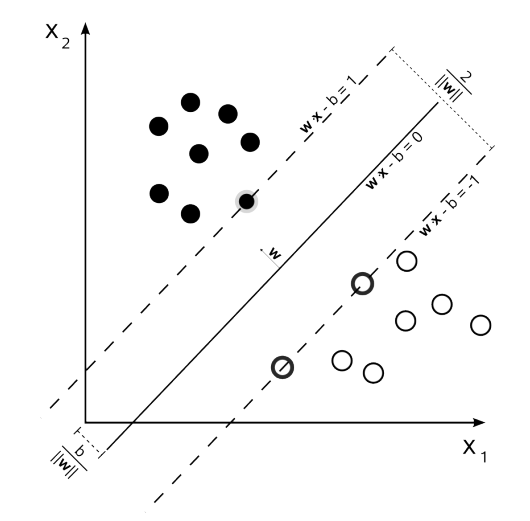 X2
w x - b = 1
2
||w||
w x - b = 0
w x - b = -1
w
b
||w||
X1